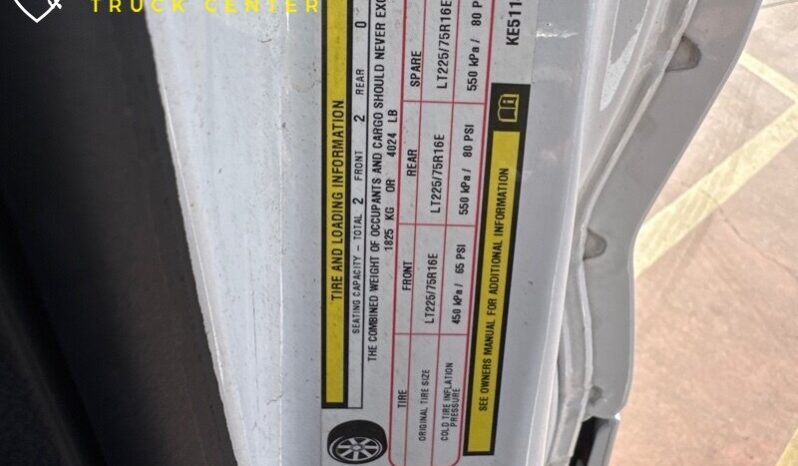 TRUCK CENTER
TIRE AND LOADING INFORMATION
SEATING CAPACITY - TOTAL 2 FRONT 2 REAR 0
THE COMBINED WEIGHT OF OCCUPANTS AND CARGO SHOULD NEVER EXC
1825 KG OR 4024 LB
TIRE FRONT REAR SPARE
ORIGINAL TIRE SIZE LT225/75R16E LT225/75R16E LT225/75R16E
COLD TIRE INFLATION PRESSURE 450 kPa / 65 PSI 550 kPa / 80 PSI 550 kPa / 80 P
SEE OWNERS MANUAL FOR ADDITIONAL INFORMATION
KE511